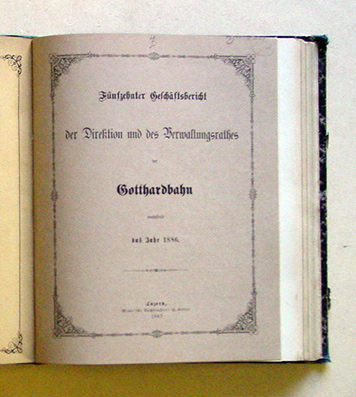 Fünfzehnter Geschäftsbericht
der Direktion und des Verwaltungsrathes
der
Gotthardbahn
umfassend
das Jahr 1886.
Luzern,
1887